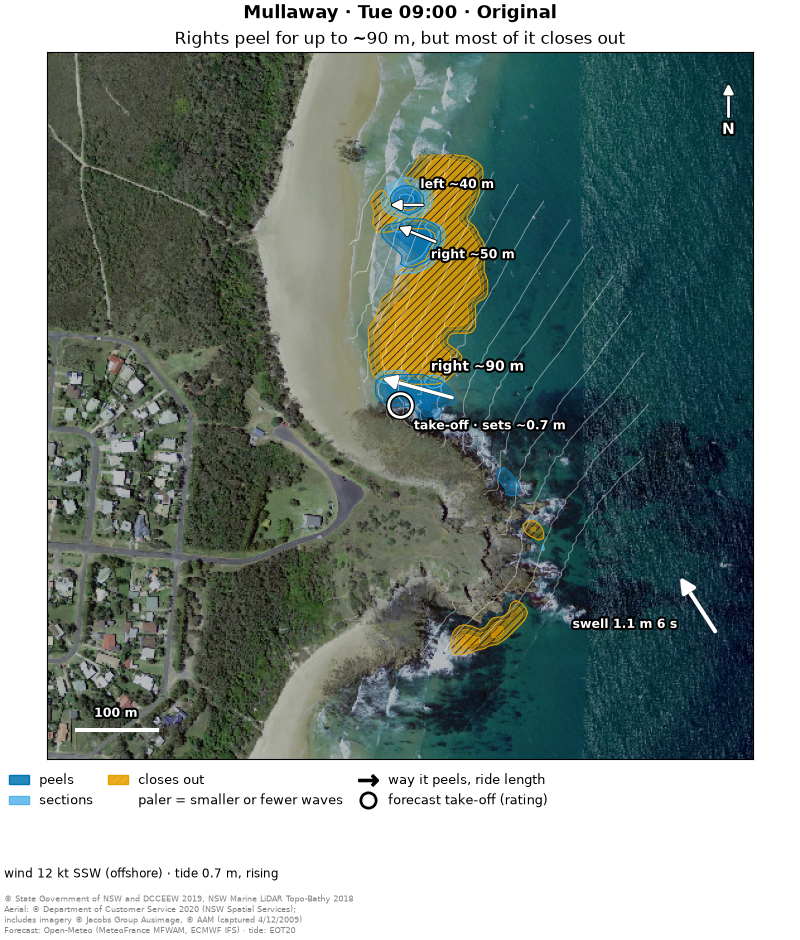 Mullaway · Tue 09:00 · Original
Rights peel for up to ~90 m, but most of it closes out
N
left ~40 m
right ~50 m
right ~90 m
take-off · sets ~0.7 m
swell 1.1 m 6 s
100 m
peels
closes out
way it peels, ride length
sections
paler = smaller or fewer waves
forecast take-off (rating)
wind 12 kt SSW (offshore) · tide 0.7 m, rising
© State Government of NSW and DCCEEW 2019, NSW Marine LiDAR Topo-Bathy 2018
Aerial: © Department of Customer Service 2020 (NSW Spatial Services);
includes imagery © Jacobs Group Ausimage, © AAM (captured 4/12/2009)
Forecast: Open-Meteo (MeteoFrance MFWAM, ECMWF IFS) · tide: EOT20